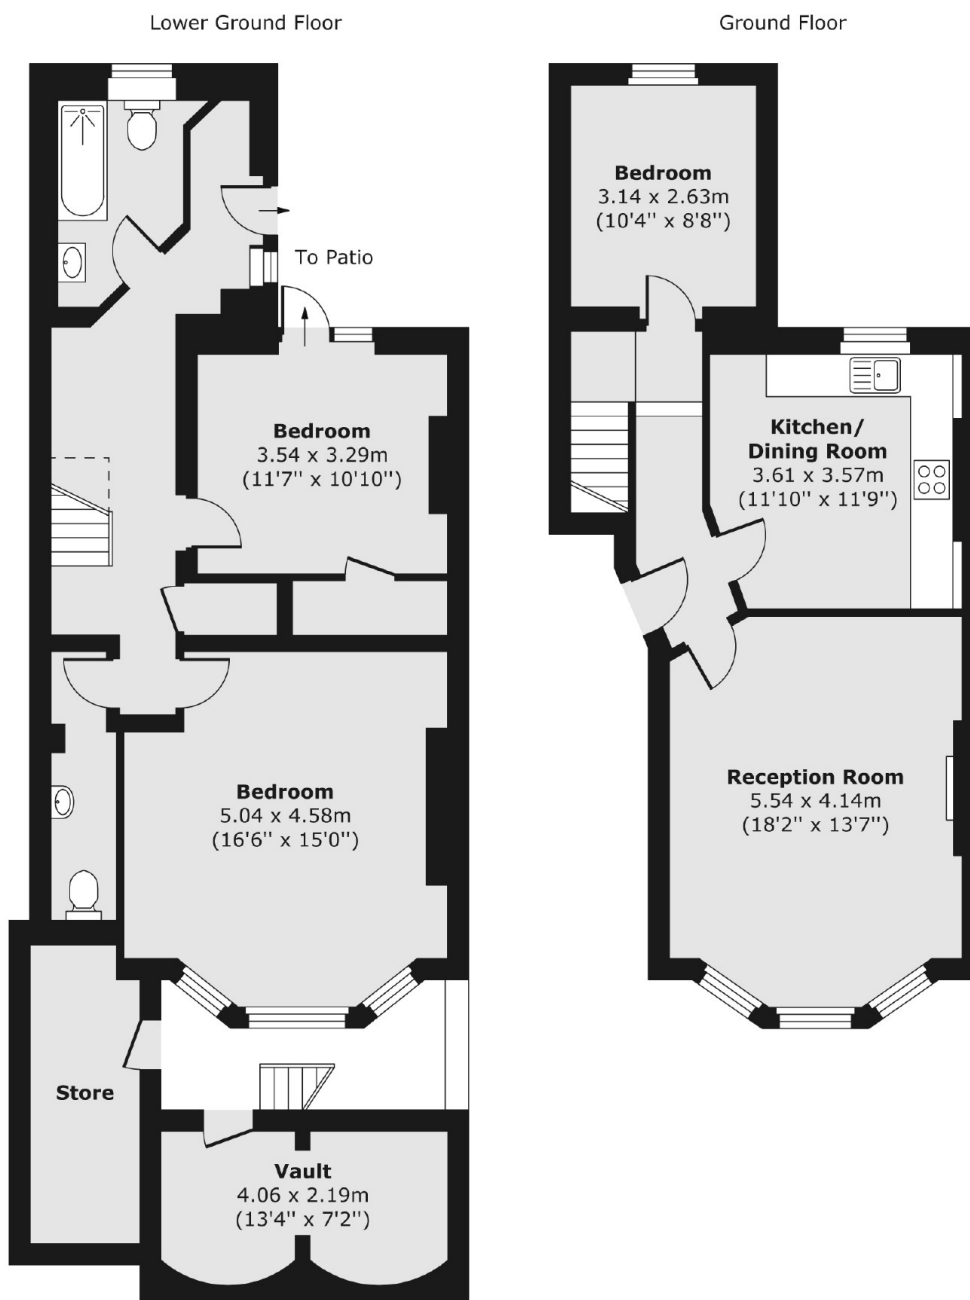 Lower Ground Floor
To Patio
Bedroom
3.54 x 3.29m
(11'7'' x 10'10'')
Bedroom
5.04 x 4.58m
(16'6'' x 15'0'')
Store
Vault
4.06 x 2.19m
(13'4'' x 7'2'')
Ground Floor
Bedroom
3.14 x 2.63m
(10'4'' x 8'8'')
Kitchen/
Dining Room
3.61 x 3.57m
(11'10'' x 11'9'')
Reception Room
5.54 x 4.14m
(18'2'' x 13'7'')